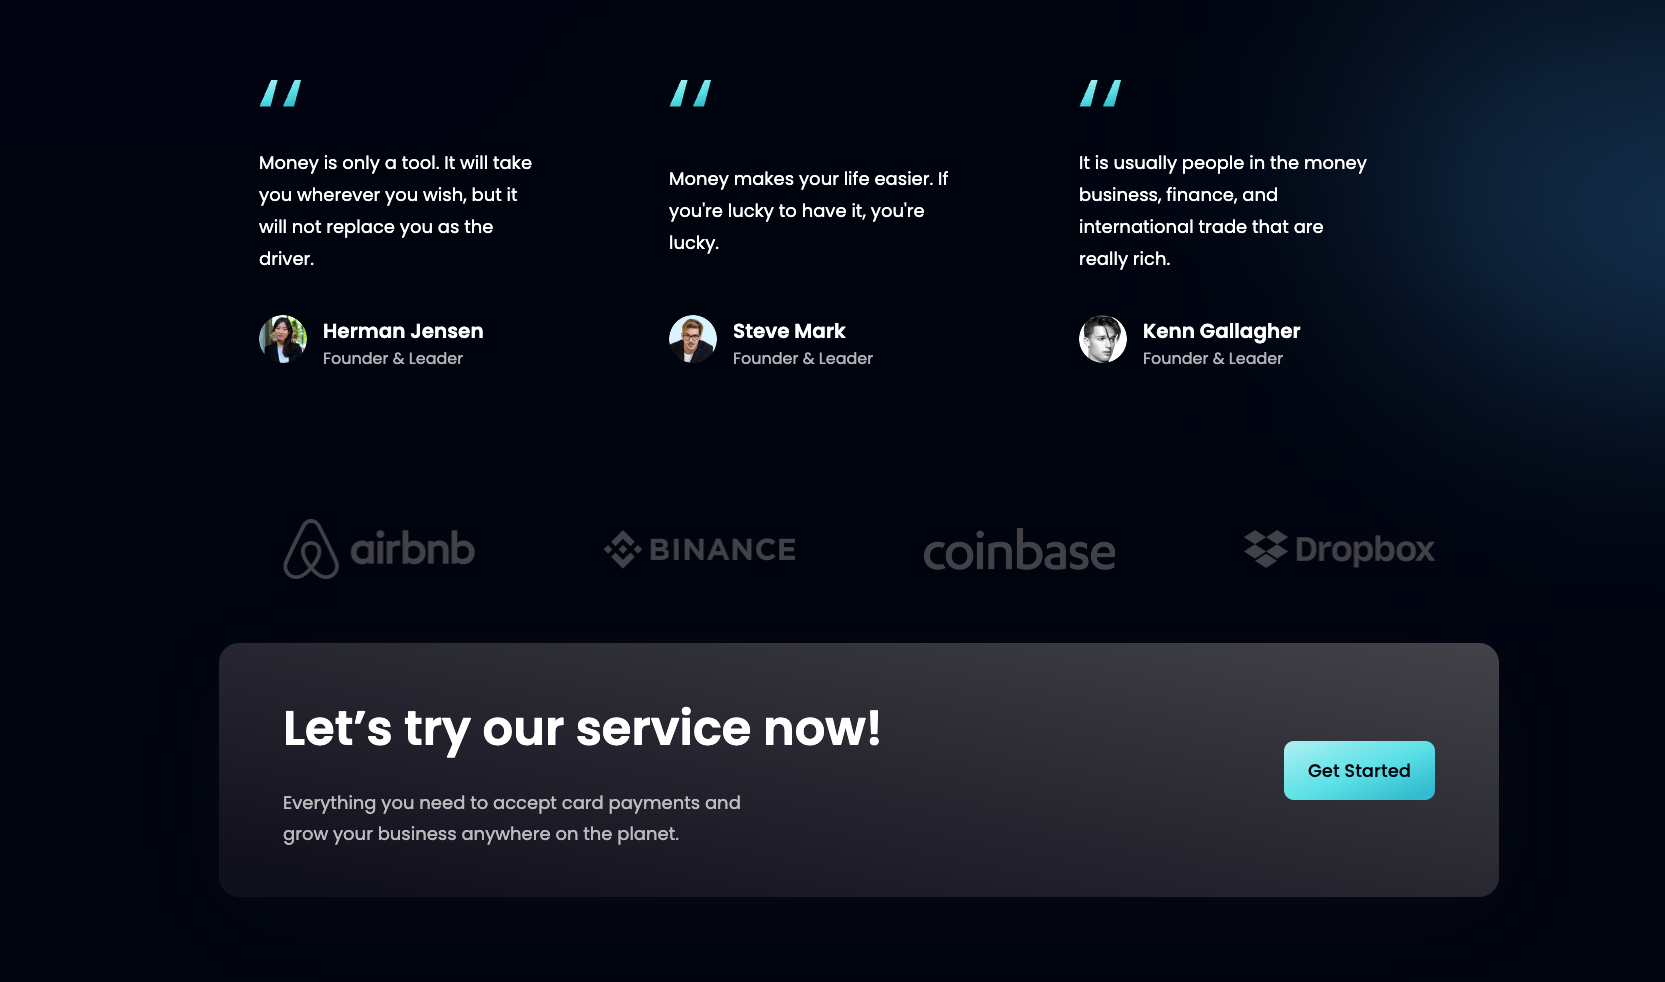 Money is only a tool. It will take
you wherever you wish, but it
will not replace you as the
driver.
Herman Jensen
Founder & Leader
Money makes your life easier. If
you're lucky to have it, you're
lucky.
Steve Mark
Founder & Leader
It is usually people in the money
business, finance, and
international trade that are
really rich.
Kenn Gallagher
Founder & Leader
airbnb
BINANCE
coinbase
Dropbox
Let’s try our service now!
Everything you need to accept card payments and
grow your business anywhere on the planet.
Get Started